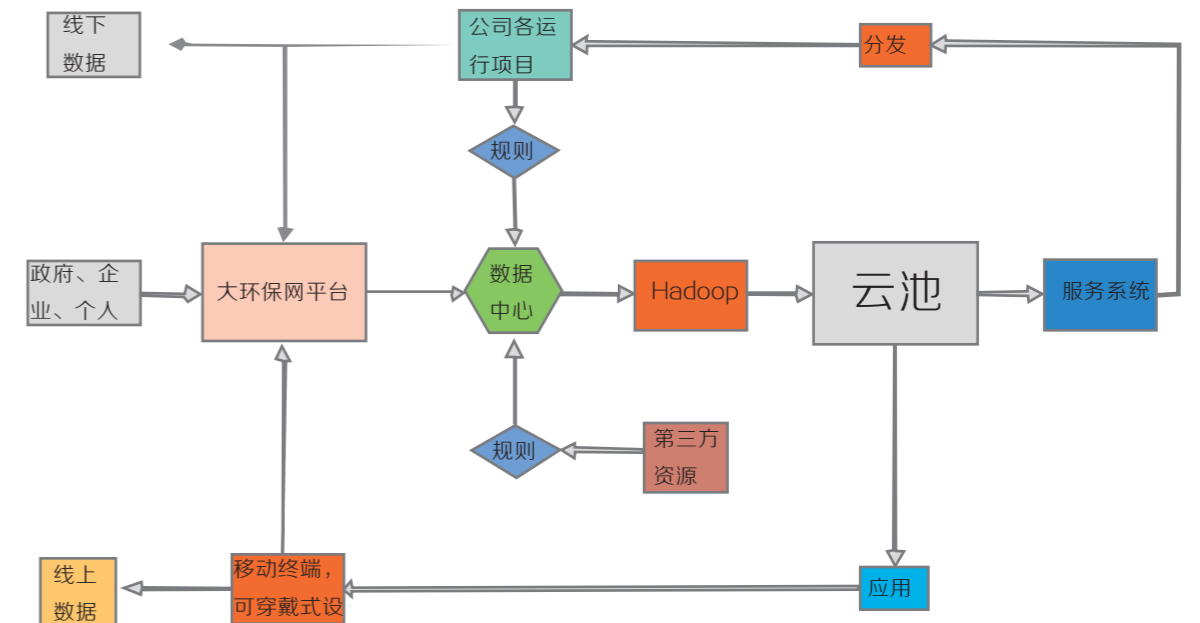 线下
数据
公司各运
行项目
分发
规则
政府、企
业、个人
大环保网平台
数据
中心
Hadoop
云池
服务系统
规则
第三方
资源
线上
数据
移动终端，
可穿戴式设
应用